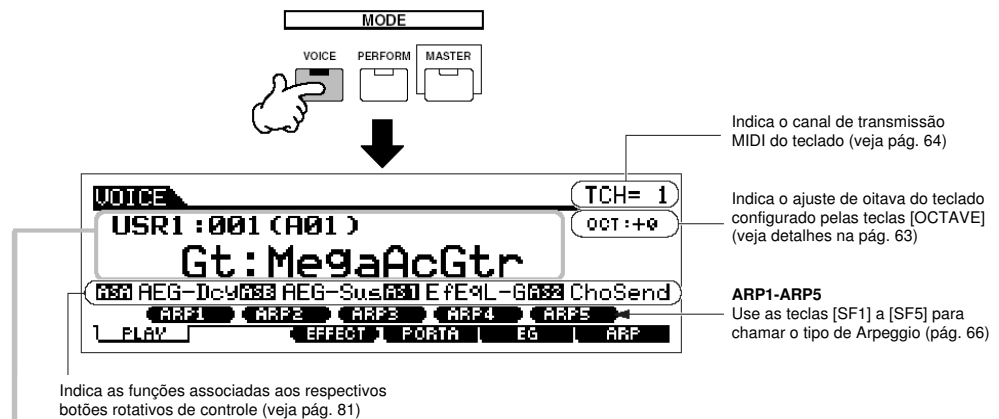 MODE
VOICE PERFORM MASTER
Indica o canal de transmissão
MIDI do teclado (veja pág. 64)
VOICE TCH= 1
USR1:001(A01) OCT:+0
Gt:MegaAcGtr
Indica o ajuste de oitava do teclado
configurado pelas teclas [OCTAVE]
(veja detalhes na pág. 63)
ASA AEG-Dcy ASB AEG-Sus AS1 EfEqL-G AS2 ChoSend
ARP1 ARP2 ARP3 ARP4 ARP5
PLAY EFFECT PORTA EG ARP
ARP1-ARP5
Use as teclas [SF1] a [SF5] para
chamar o tipo de Arpeggio (pág. 66)
Indica as funções associadas aos respectivos
botões rotativos de controle (veja pág. 81)